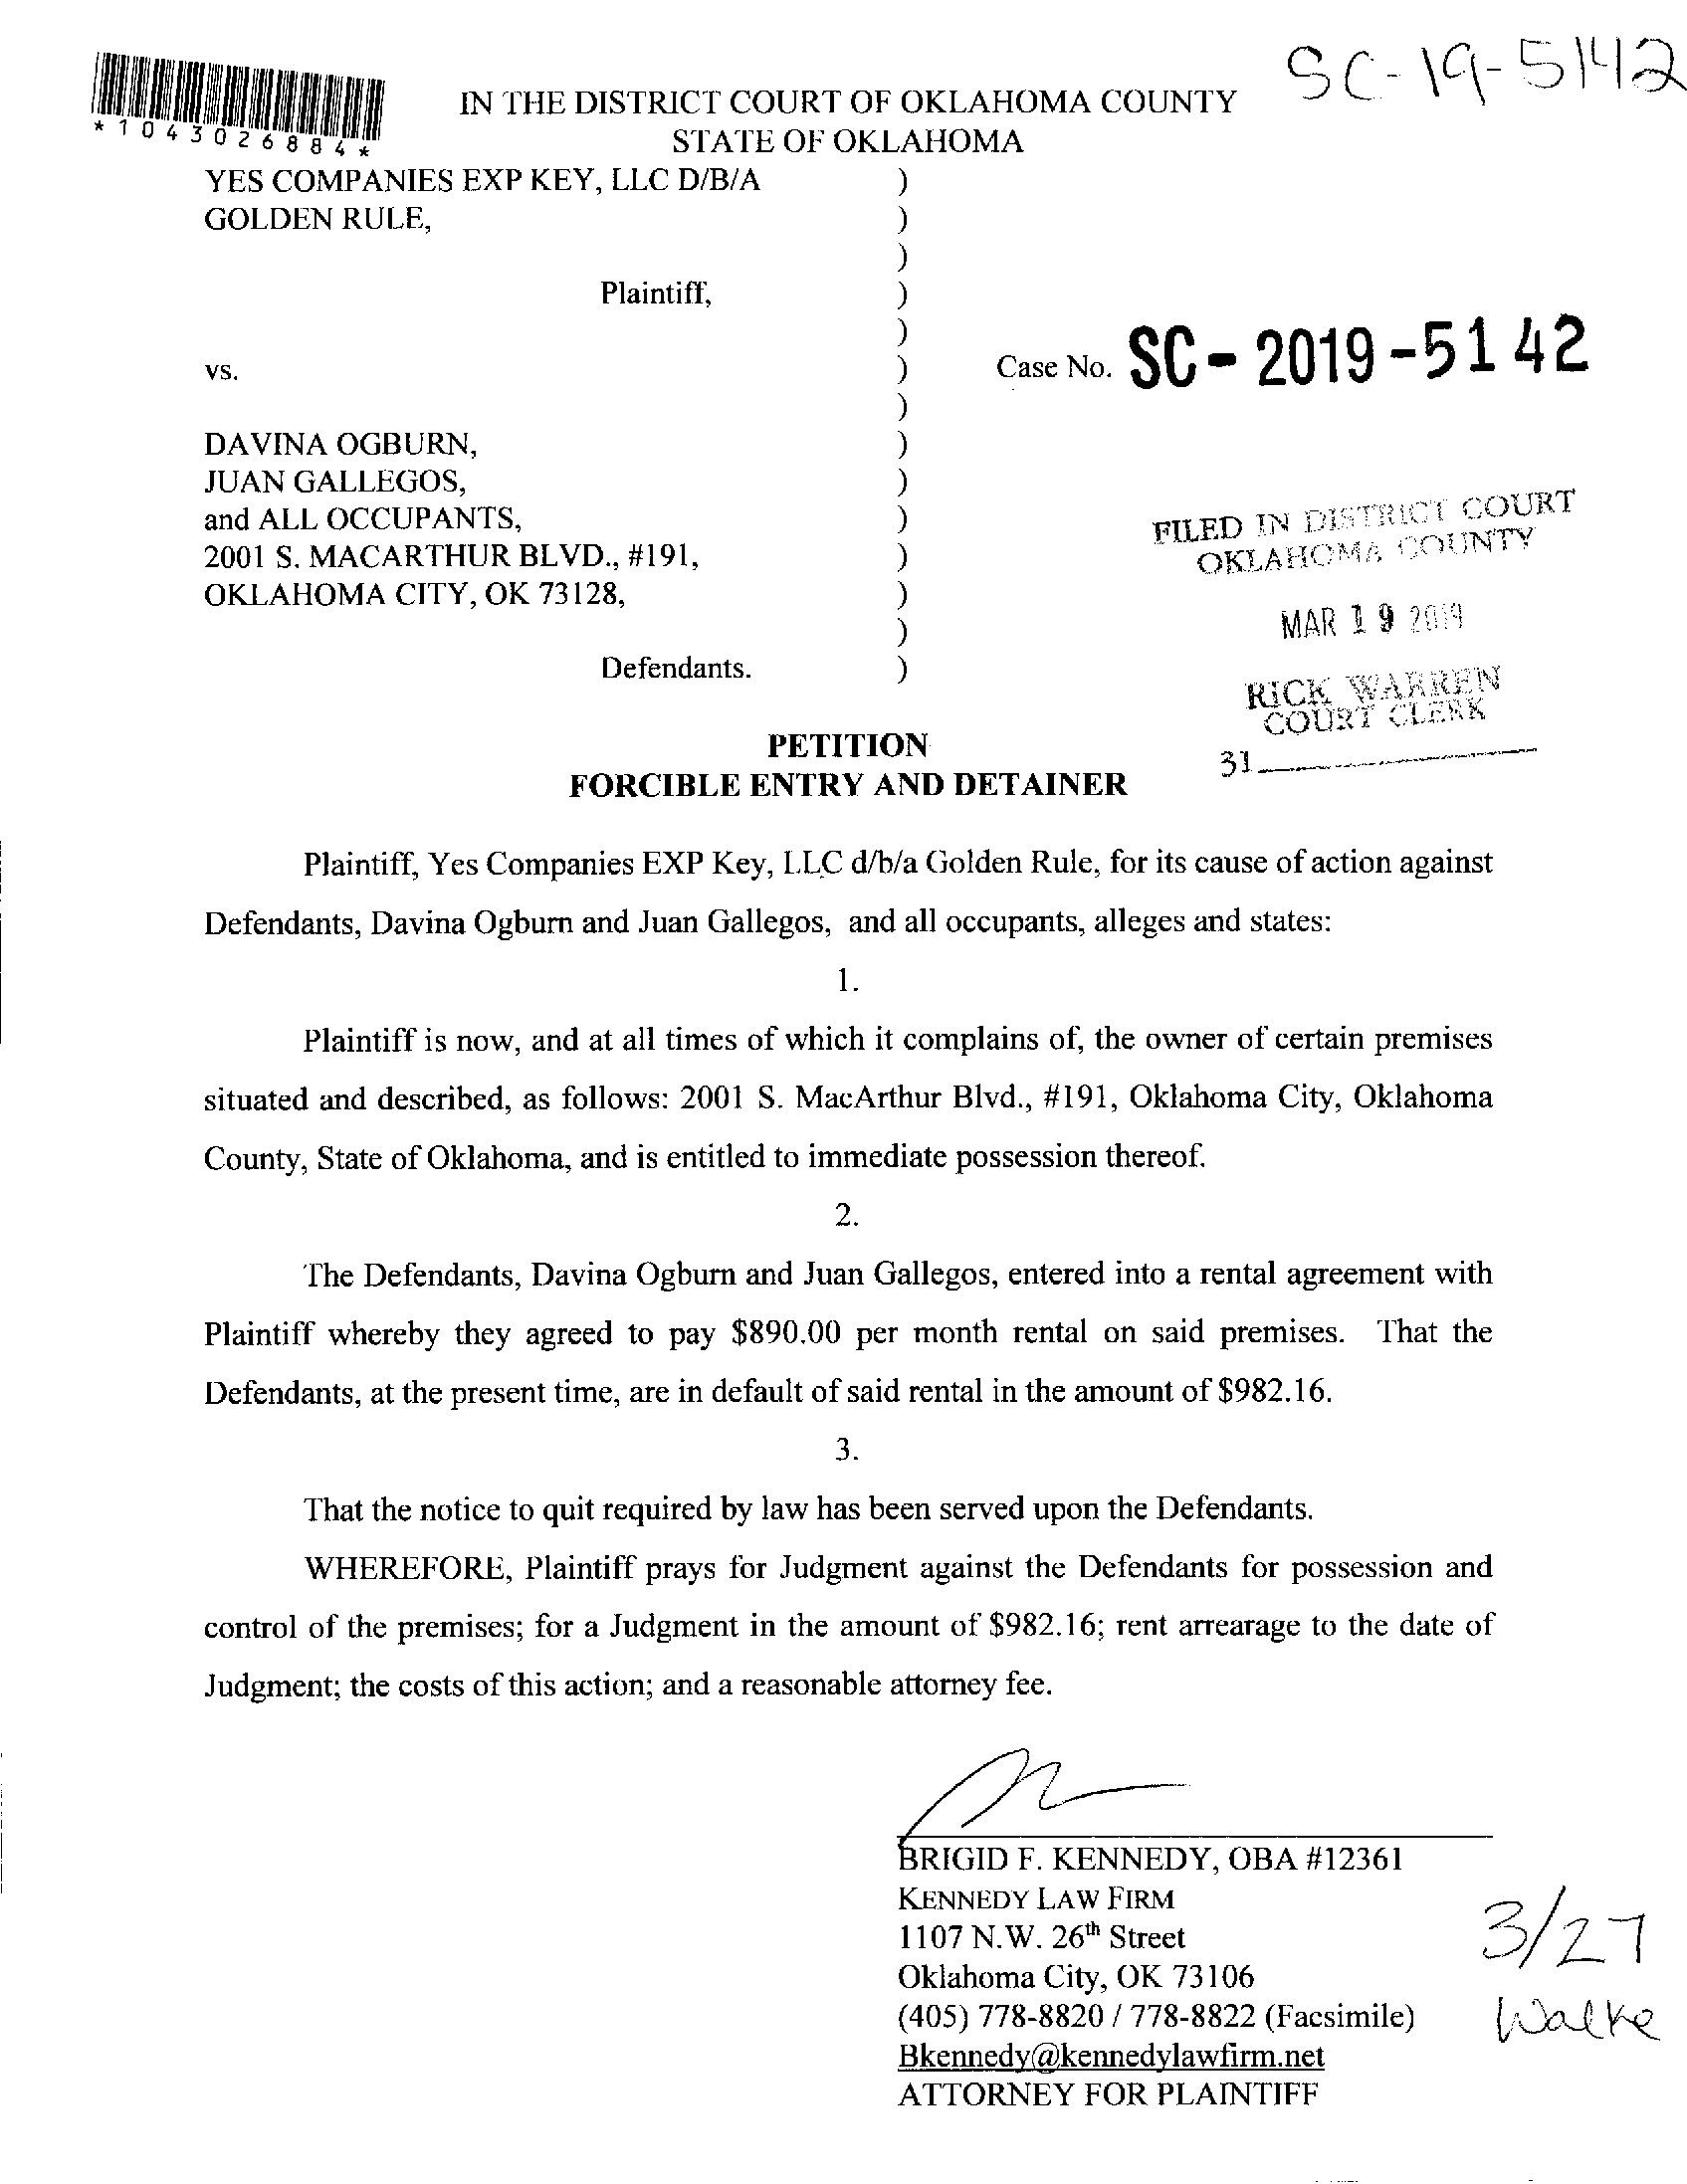 SC-19-5142
*1043026884*
IN THE DISTRICT COURT OF OKLAHOMA COUNTY
STATE OF OKLAHOMA
YES COMPANIES EXP KEY, LLC D/B/A )
GOLDEN RULE, )
)
Plaintiff, )
)
vs. ) Case No. SC-2019-5142
)
DAVINA OGBURN, )
JUAN GALLEGOS, )
and ALL OCCUPANTS, )
2001 S. MACARTHUR BLVD., #191, )
OKLAHOMA CITY, OK 73128, )
)
Defendants. )
FILED IN DISTRICT COURT
OKLAHOMA COUNTY
MAR 19 2019
RICK WARREN
COURT CLERK
31
PETITION
FORCIBLE ENTRY AND DETAINER
Plaintiff, Yes Companies EXP Key, LLC d/b/a Golden Rule, for its cause of action against
Defendants, Davina Ogburn and Juan Gallegos, and all occupants, alleges and states:
1.
Plaintiff is now, and at all times of which it complains of, the owner of certain premises
situated and described, as follows: 2001 S. MacArthur Blvd., #191, Oklahoma City, Oklahoma
County, State of Oklahoma, and is entitled to immediate possession thereof.
2.
The Defendants, Davina Ogburn and Juan Gallegos, entered into a rental agreement with
Plaintiff whereby they agreed to pay $890.00 per month rental on said premises. That the
Defendants, at the present time, are in default of said rental in the amount of $982.16.
3.
That the notice to quit required by law has been served upon the Defendants.
WHEREFORE, Plaintiff prays for Judgment against the Defendants for possession and
control of the premises; for a Judgment in the amount of $982.16; rent arrearage to the date of
Judgment; the costs of this action; and a reasonable attorney fee.
BRIGID F. KENNEDY, OBA #12361
KENNEDY LAW FIRM
1107 N.W. 26th Street
Oklahoma City, OK 73106
(405) 778-8820 / 778-8822 (Facsimile)
Bkennedy@kennedylawfirm.net
ATTORNEY FOR PLAINTIFF
3/27
Walke